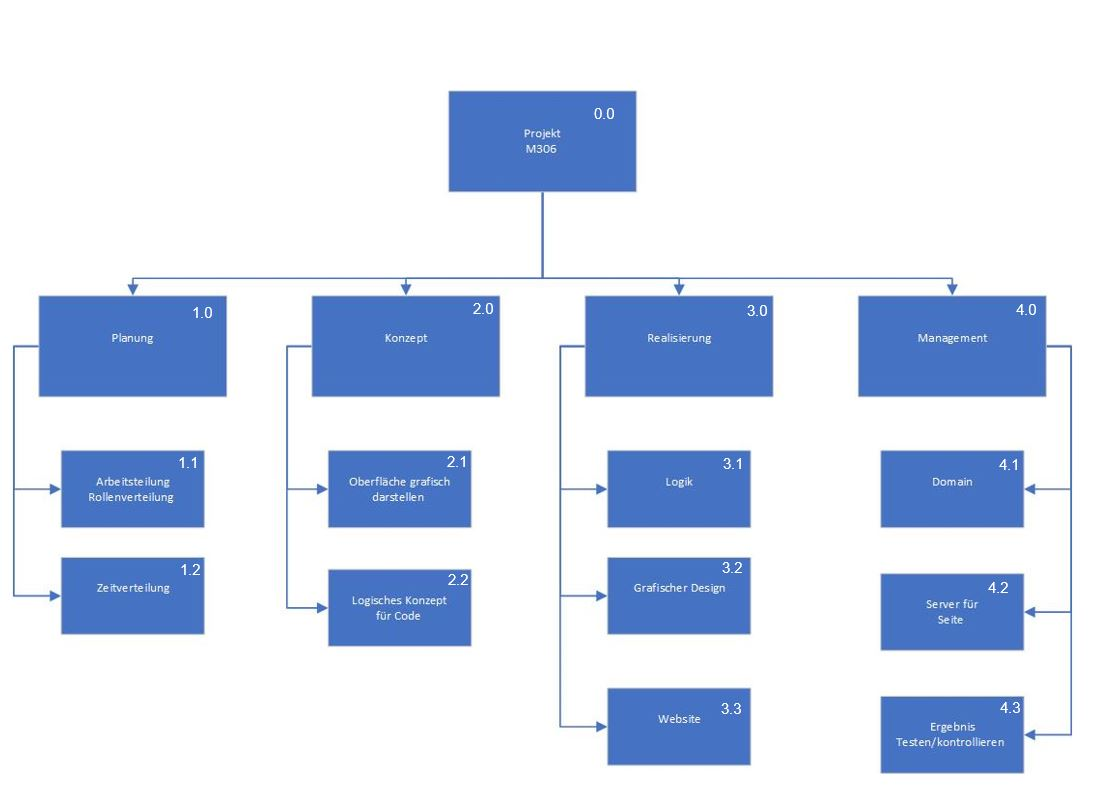 0.0
Projekt
M306
1.0
Planung
2.0
Konzept
3.0
Realisierung
4.0
Management
1.1
Arbeitsteilung
Rollenverteilung
1.2
Zeitverteilung
2.1
Oberfläche grafisch
darstellen
2.2
Logisches Konzept
für Code
3.1
Logik
3.2
Grafischer Design
3.3
Website
4.1
Domain
4.2
Server für
Seite
4.3
Ergebnis
Testen/kontrollieren